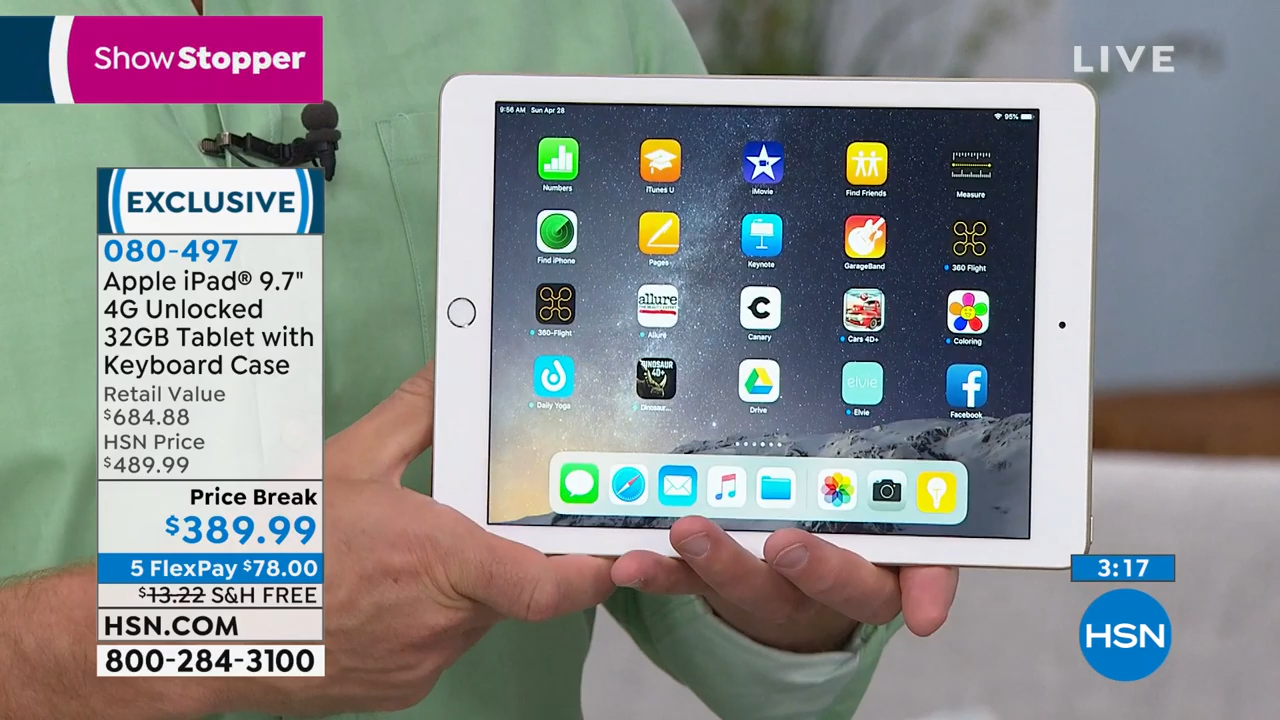 ShowStopper
LIVE
EXCLUSIVE
080-497
Apple iPad® 9.7"
4G Unlocked
32GB Tablet with
Keyboard Case
Retail Value
$684.88
HSN Price
$489.99
Price Break
$389.99
5 FlexPay $78.00
$13.22 S&H FREE
HSN.COM
800-284-3100
9:56 AM Sun Apr 28
95%
Numbers
iTunes U
iMovie
Find Friends
Measure
Find iPhone
Pages
Keynote
GarageBand
360 Flight
allure
360-Flight
Allure
Canary
Cars 4D+
Coloring
DINOSAUR
4D+
elvie
Daily Yoga
Dinosaur...
Drive
Elvie
Facebook
3:17
HSN